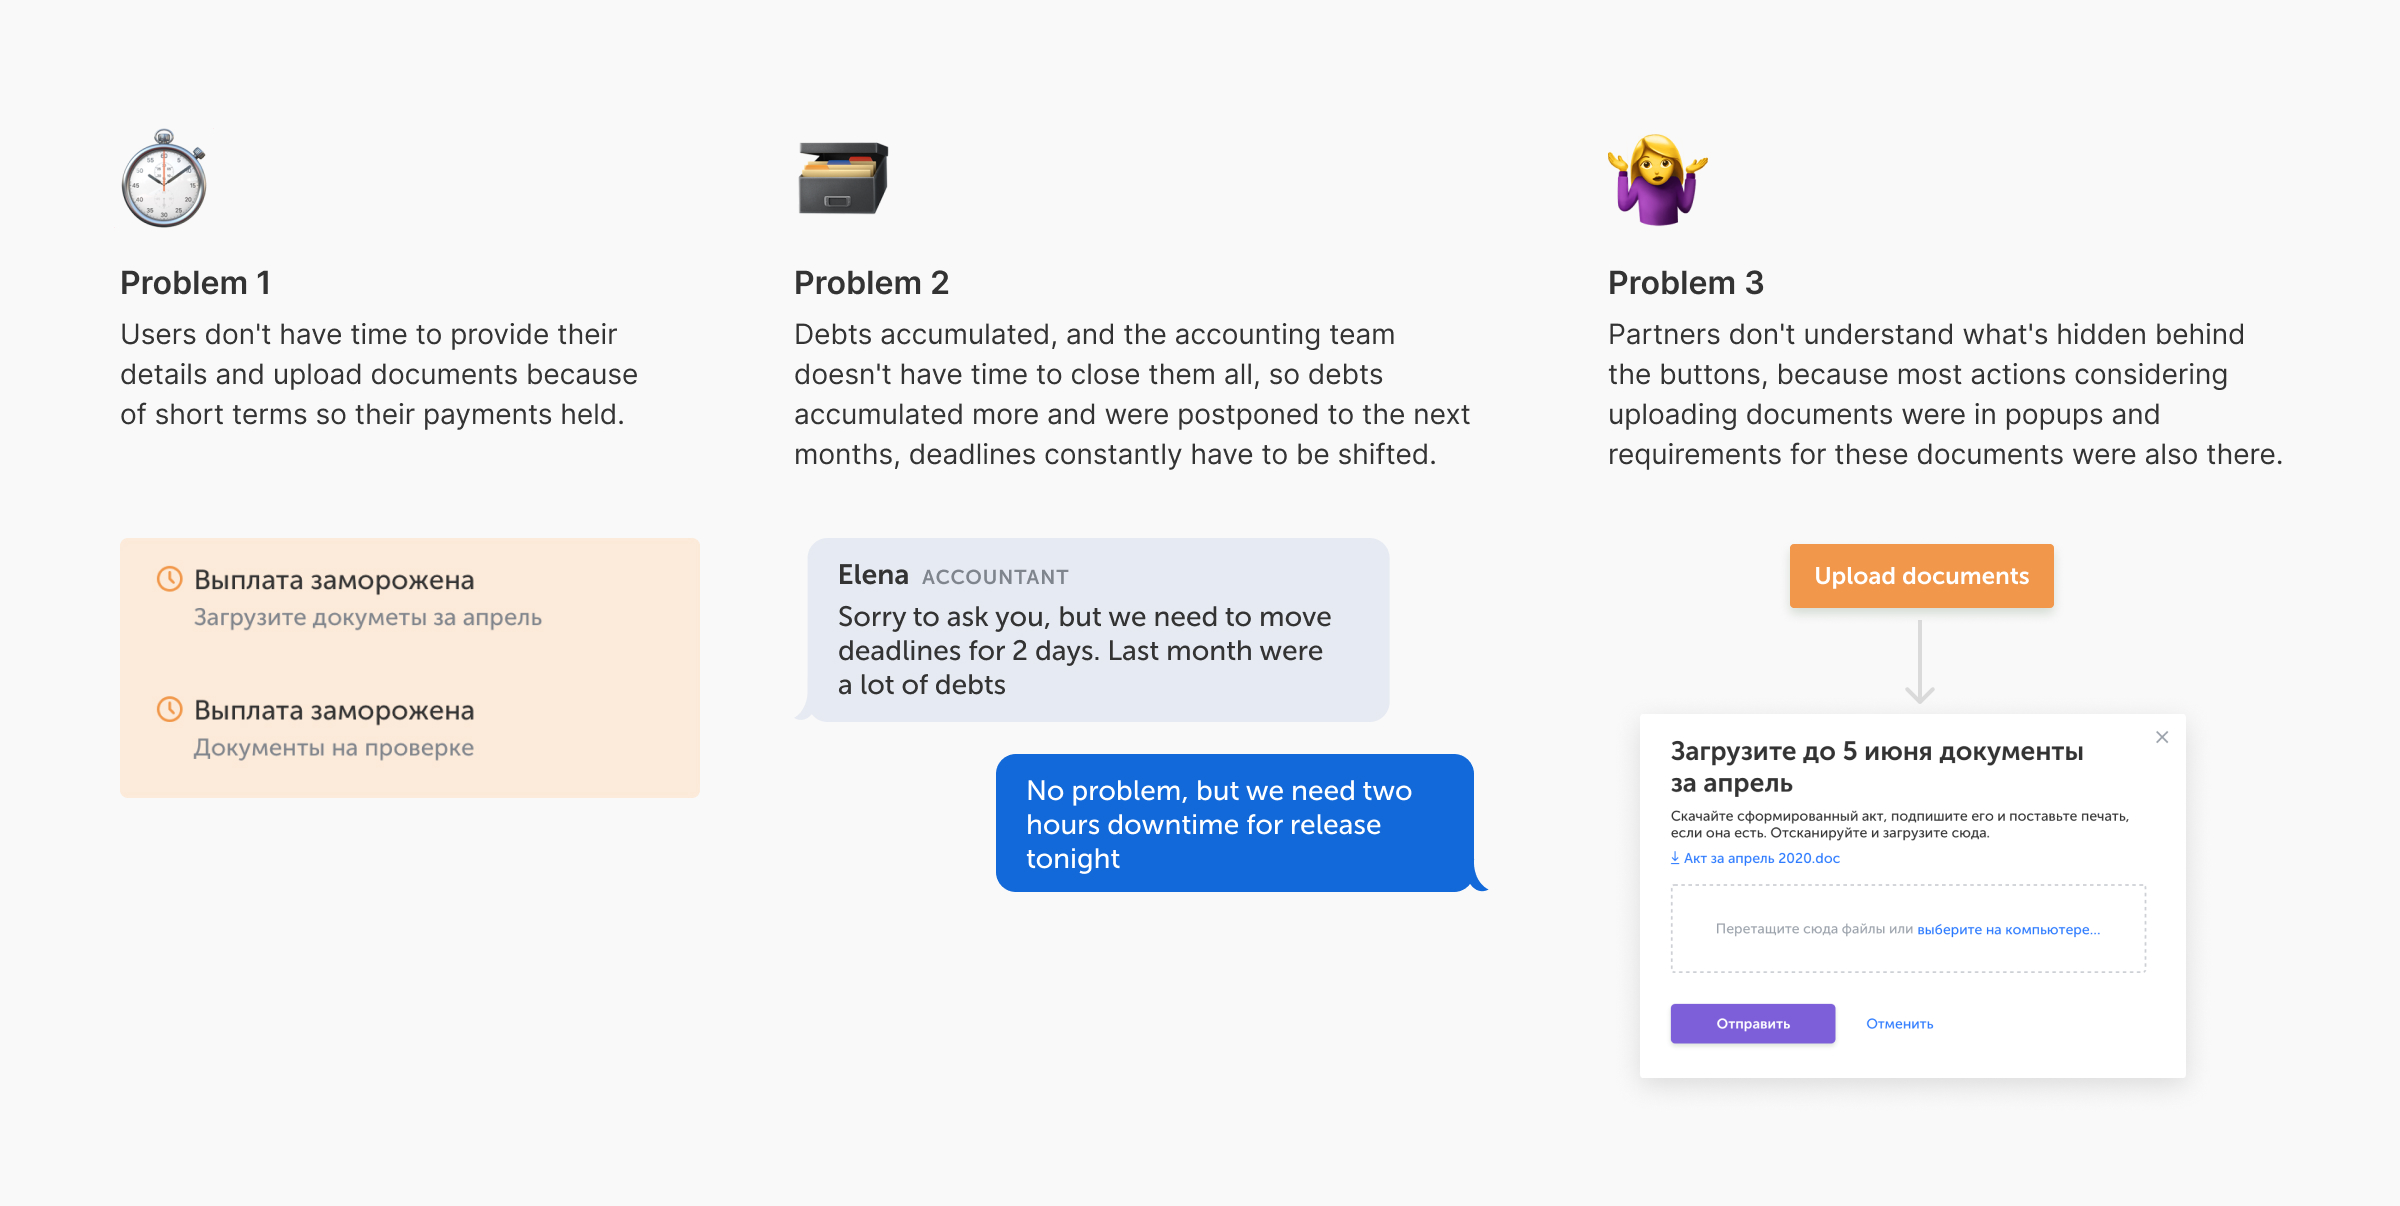 Problem 1
Users don't have time to provide their
details and upload documents because
of short terms so their payments held.
Выплата заморожена
Загрузите докуметы за апрель
Выплата заморожена
Документы на проверке
Problem 2
Debts accumulated, and the accounting team
doesn't have time to close them all, so debts
accumulated more and were postponed to the next
months, deadlines constantly have to be shifted.
Elena ACCOUNTANT
Sorry to ask you, but we need to move
deadlines for 2 days. Last month were
a lot of debts
No problem, but we need two
hours downtime for release
tonight
Problem 3
Partners don't understand what's hidden behind
the buttons, because most actions considering
uploading documents were in popups and
requirements for these documents were also there.
Upload documents
Загрузите до 5 июня документы
за апрель
Скачайте сформированный акт, подпишите его и поставьте печать,
если она есть. Отсканируйте и загрузите сюда.
Акт за апрель 2020.doc
Перетащите сюда файлы или выберите на компьютере...
Отправить Отменить